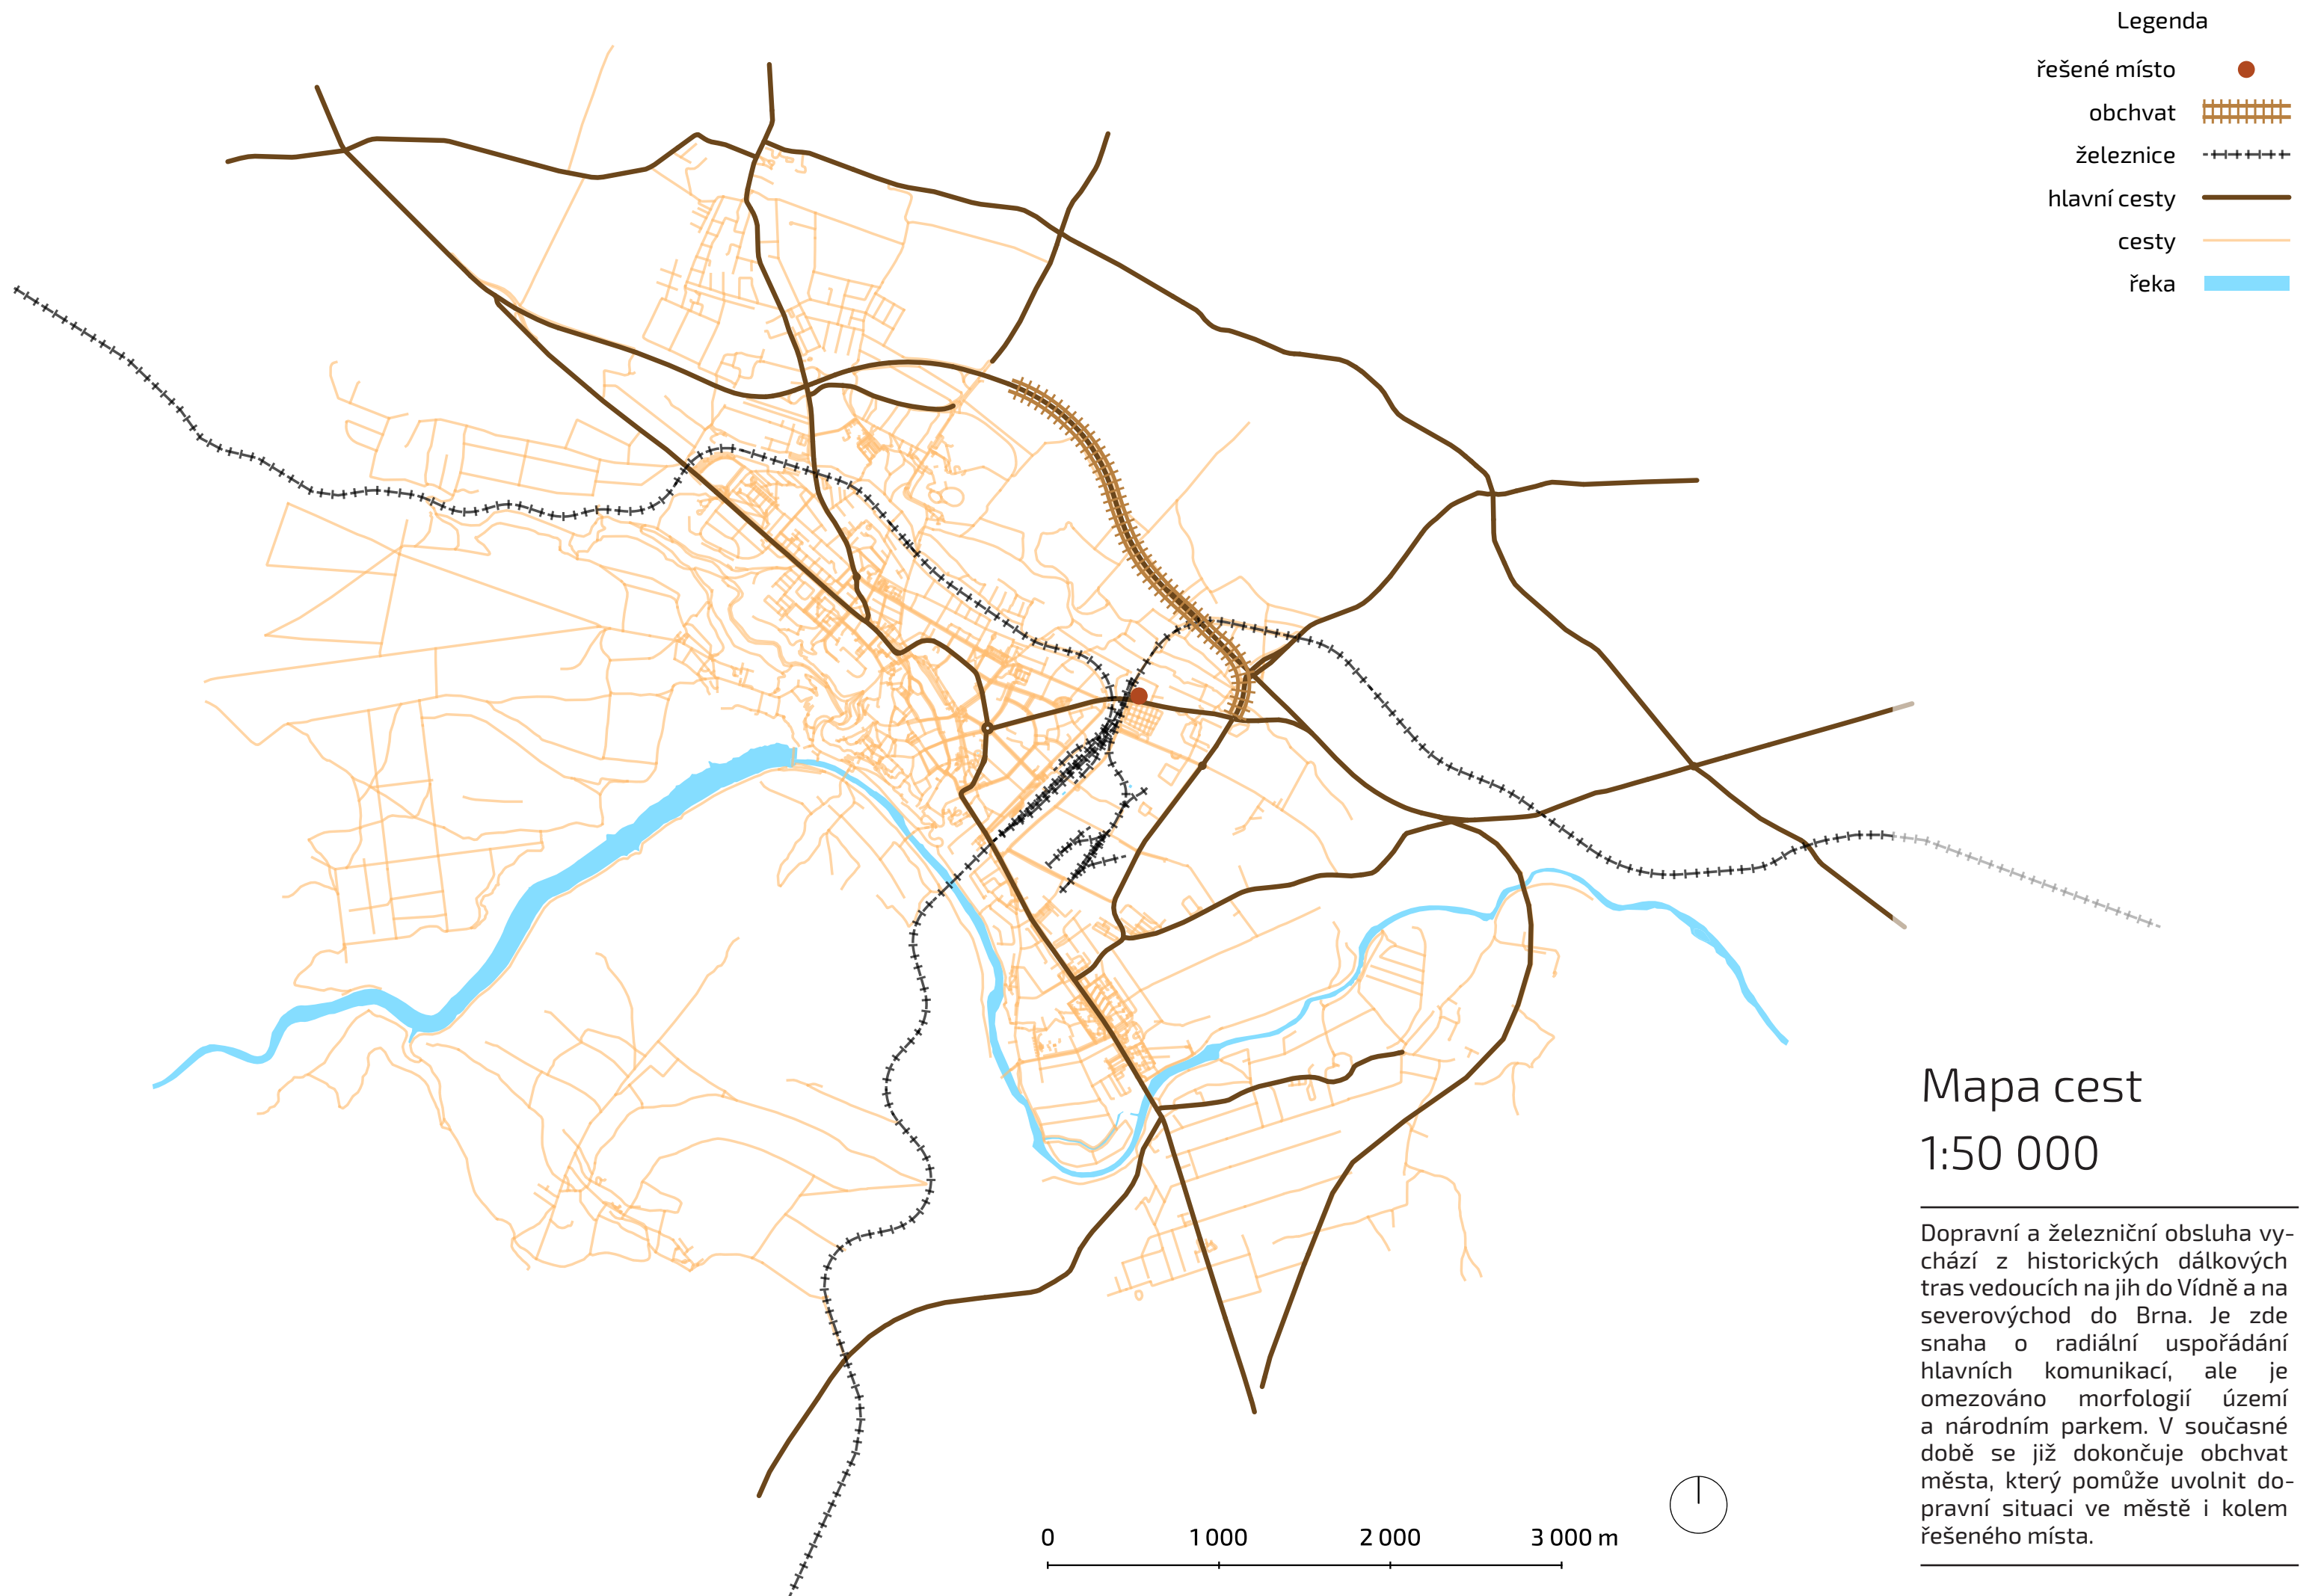 Legenda
řešené místo
obchvat
železnice
hlavní cesty
cesty
řeka
Mapa cest
1:50 000
Dopravní a železniční obsluha vy-
chází z historických dálkových
tras vedoucích na jih do Vídně a na
severovýchod do Brna. Je zde
snaha o radiální uspořádání
hlavních komunikací, ale je
omezováno morfologií území
a národním parkem. V současné
době se již dokončuje obchvat
města, který pomůže uvolnit do-
pravní situaci ve městě i kolem
řešeného místa.
0 1 000 2 000 3 000 m